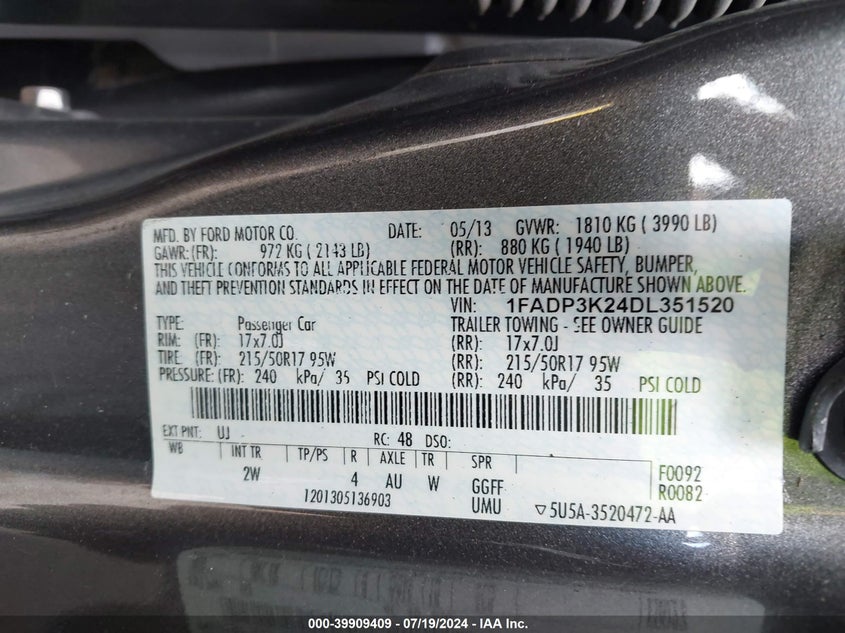 MFD. BY FORD MOTOR CO. DATE: 05/13 GVWR: 1810 KG ( 3990 LB)
GAWR: (FR): 972 KG ( 2143 LB) (RR): 880 KG ( 1940 LB)
THIS VEHICLE CONFORMS TO ALL APPLICABLE FEDERAL MOTOR VEHICLE SAFETY, BUMPER,
AND THEFT PREVENTION STANDARDS IN EFFECT ON THE DATE OF MANUFACTURE SHOWN ABOVE.
VIN: 1FADP3K24DL351520
TYPE: Passenger Car TRAILER TOWING - SEE OWNER GUIDE
RIM: (FR): 17x7.0J (RR): 17x7.0J
TIRE: (FR): 215/50R17 95W (RR): 215/50R17 95W
PRESSURE: (FR): 240 kPa/ 35 PSI COLD (RR): 240 kPa/ 35 PSI COLD
EXT PNT: UJ RC: 48 DSO:
WB INT TR TP/PS R AXLE TR SPR
2W 4 AU W GGFF F0092
1201305136903 UMU ▽5U5A-3520472-AA R0082
000-39909409 - 07/19/2024 - IAA Inc.